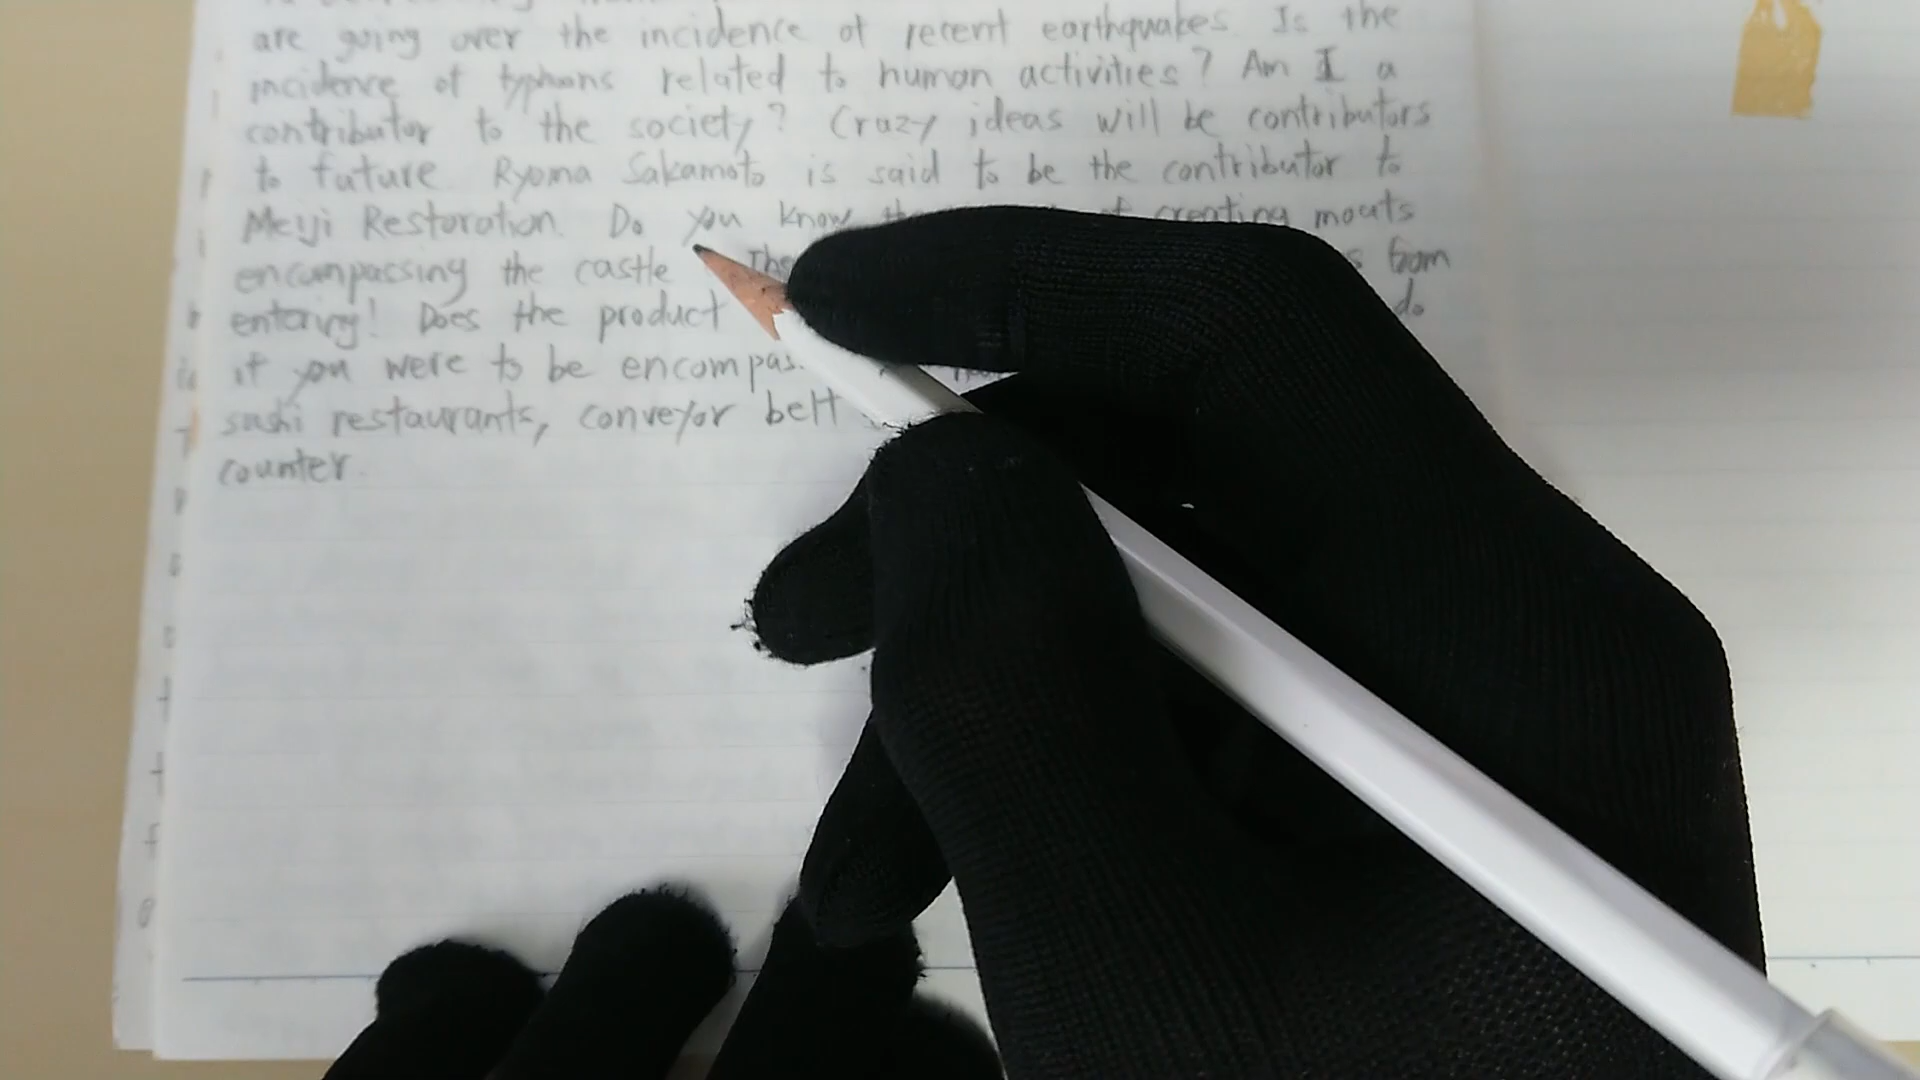 are going over the incidence of recent earthquakes. Is the
incidence of typhoons related to human activities? Am I a
contributor to the society? Crazy ideas will be contributors
to future. Ryoma Sakamoto is said to be the contributor to
Meiji Restoration. Do you know creating moats
encompassing the castle The from
entering! Does the product do
if you were to be
sushi restaurants, conveyor belt
counter.